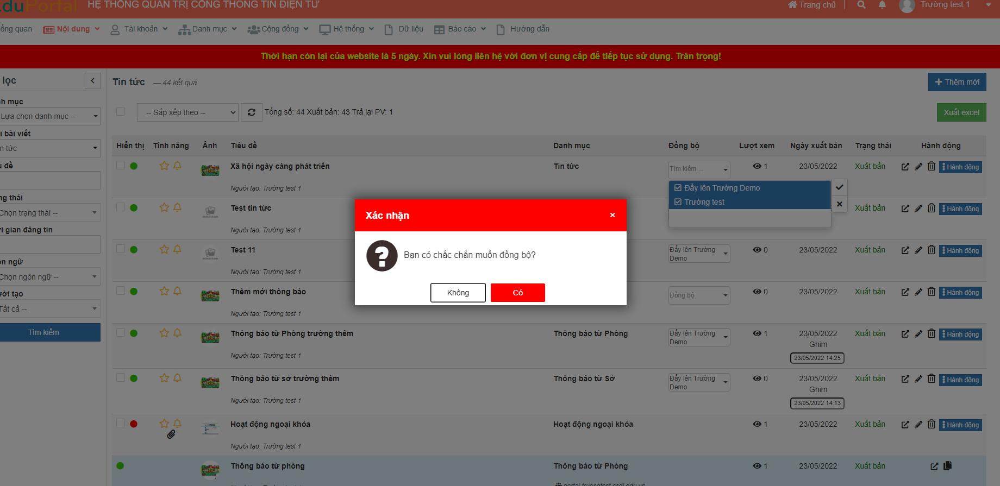 EduPortal HỆ THỐNG QUẢN TRỊ CỔNG THÔNG TIN ĐIỆN TỬ Trang chủ Trường test 1
ổng quan Nội dung Tài khoản Danh mục Cộng đồng Hệ thống Dữ liệu Báo cáo Hướng dẫn
Thời hạn còn lại của website là 5 ngày. Xin vui lòng liên hệ với đơn vị cung cấp để tiếp tục sử dụng. Trân trọng!
lọc
Tin tức — 44 kết quả
Thêm mới
h mục
Lựa chọn danh mục --
-- Sắp xếp theo --
Tổng số: 44 Xuất bản: 43 Trả lại PV: 1
Xuất excel
i bài viết
n tức
u đề
ng thái
Chọn trạng thái --
i gian đăng tin
n ngữ
Chọn ngôn ngữ --
ời tạo
Tất cả --
Tìm kiếm
Hiển thị Tính năng Ảnh Tiêu đề Danh mục Đồng bộ Lượt xem Ngày xuất bản Trạng thái Hành động
Xã hội ngày càng phát triển Tin tức Tìm kiếm ... 1 23/05/2022 Xuất bản Hành động
Người tạo: Trường test 1
Đẩy lên Trường Demo
Trường test
Test tin tức Xuất bản Hành động
Người tạo: Trường test 1
Xác nhận ×
Bạn có chắc chắn muốn đồng bộ?
Không Có
Test 11 Đẩy lên Trường Demo 0 23/05/2022 Xuất bản Hành động
Người tạo: Trường test 1
Thêm mới thông báo Đồng bộ 0 23/05/2022 Xuất bản Hành động
Người tạo: Trường test 1
Thông báo từ Phòng trường thêm Thông báo từ Phòng Đẩy lên Trường Demo 1 23/05/2022 Xuất bản Hành động
Ghim
23/05/2022 14:25
Người tạo: Trường test 1
Thông báo từ sở trường thêm Thông báo từ Sở Đẩy lên Trường Demo 0 23/05/2022 Xuất bản Hành động
Ghim
23/05/2022 14:13
Người tạo: Trường test 1
Hoạt động ngoại khóa Hoạt động ngoại khóa 1 23/05/2022 Xuất bản Hành động
Người tạo: Trường test 1
Thông báo từ phòng Thông báo từ Phòng 1 23/05/2022 Xuất bản